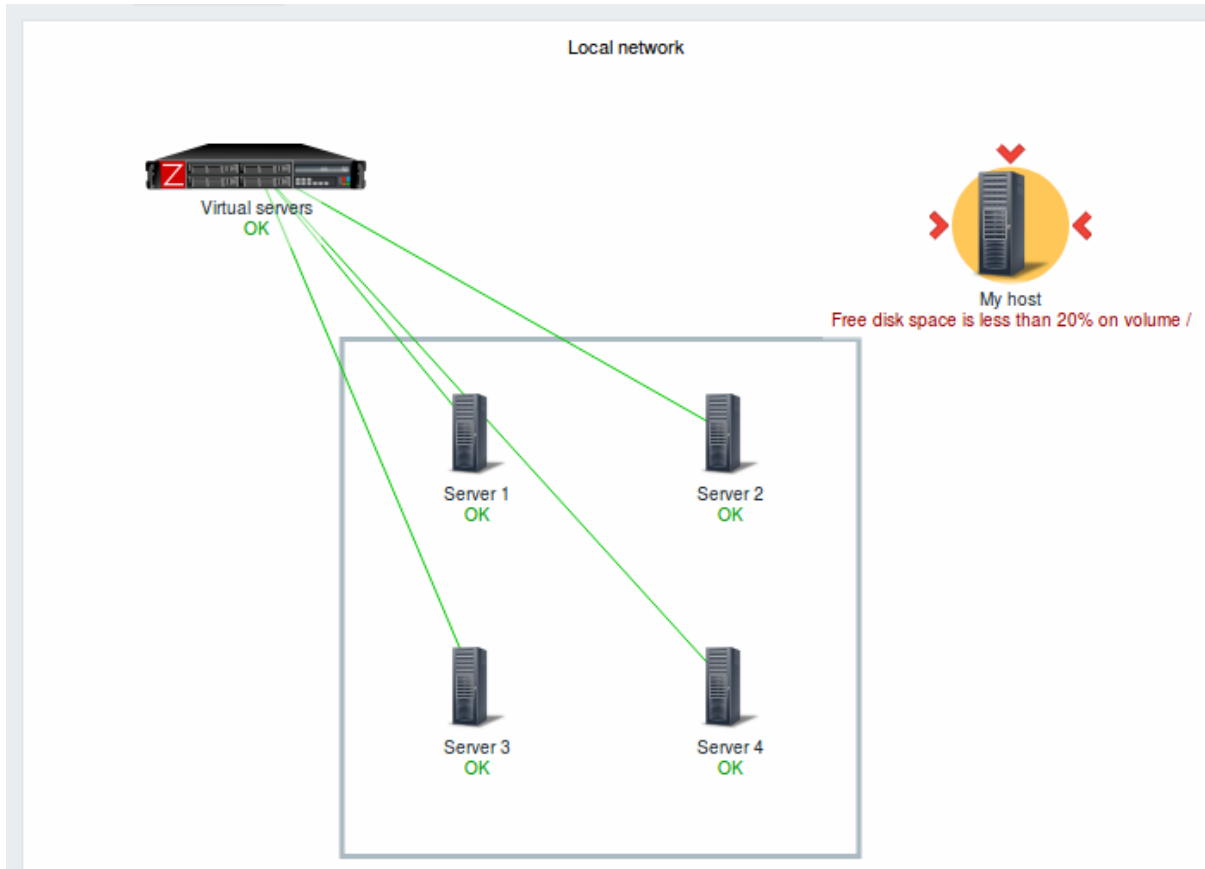 Local network
Z
Virtual servers
OK
My host
Free disk space is less than 20% on volume /
Server 1
OK
Server 2
OK
Server 3
OK
Server 4
OK